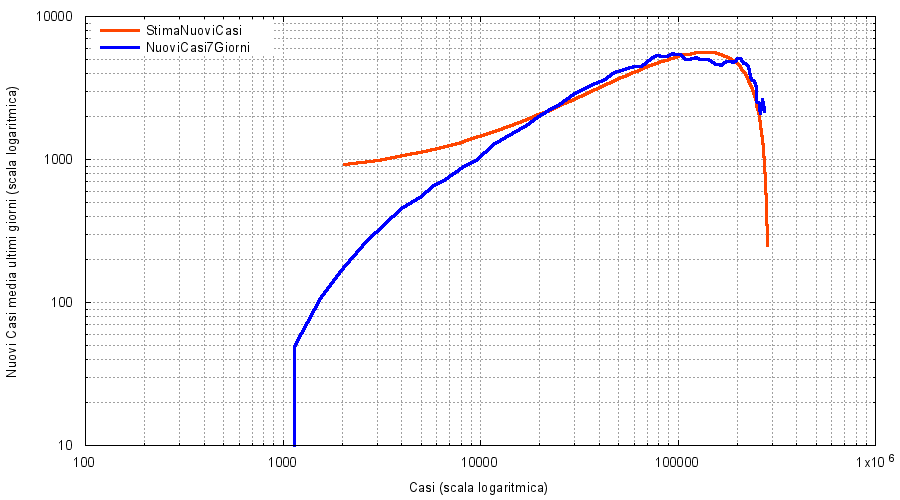 10000
StimaNuoviCasi
NuoviCasi7Giorni
1000
100
10
Nuovi Casi media ultimi giorni (scala logaritmica)
100 1000 10000 100000 1x10 6
Casi (scala logaritmica)